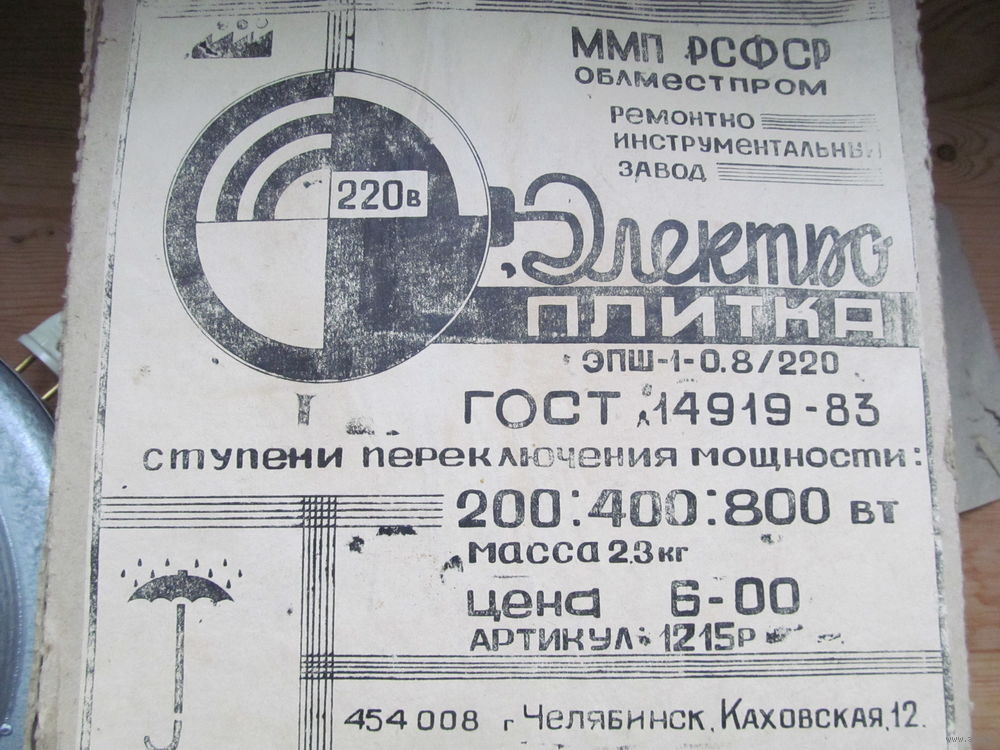 ММП РСФСР
ОБЛМЕСТПРОМ
РЕМОНТНО
ИНСТРУМЕНТАЛЬНЫЙ
ЗАВОД
220в
Электро
ПЛИТКА
ЭПШ-1-0.8/220
ГОСТ 14919-83
ступени переключения мощности:
200:400:800 вт
масса 2.3 кг
цена 6-00
АРТИКУЛ: 1215Р
454008 г Челябинск, Каховская, 12.